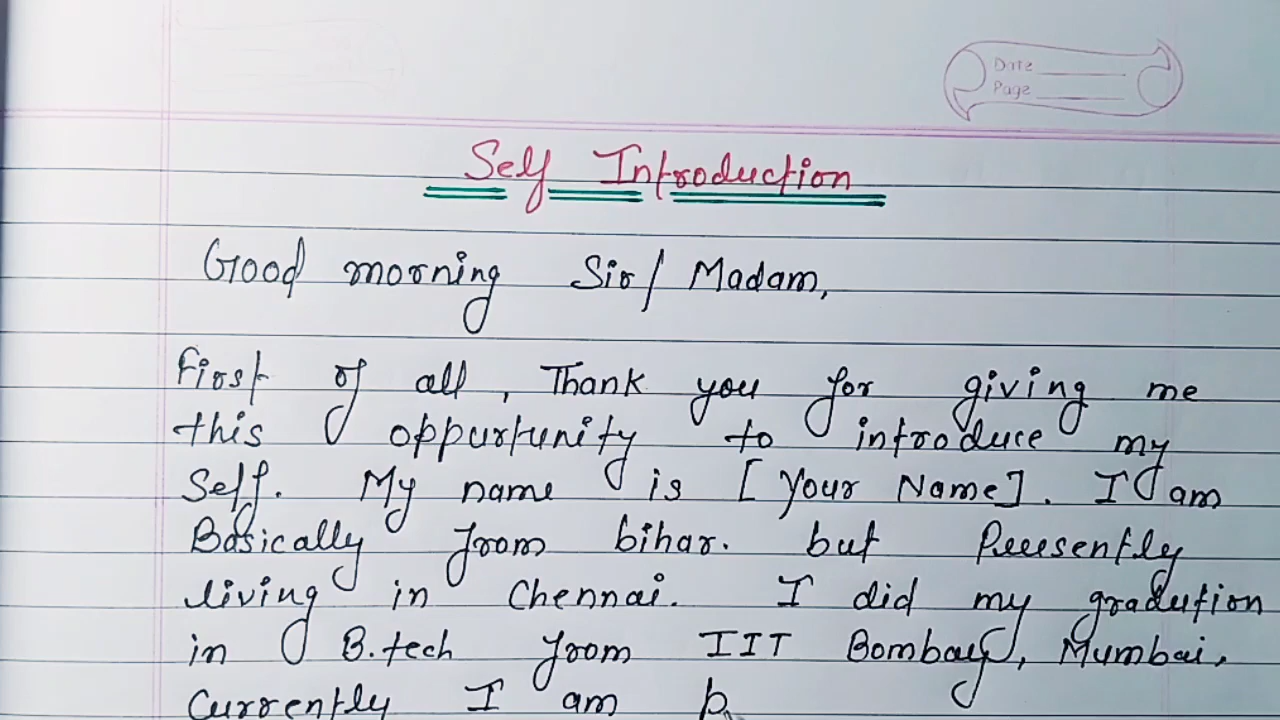 Date
Page
Self Introduction
Good morning Sir/ Madam,
First of all, Thank you for giving me
this oppurtunity to introduce my
Self. My name is [Your Name]. I am
Basically from bihar. but Presently
living in Chennai. I did my gradution
in B.tech from IIT Bombay, Mumbai,
Currently I am p